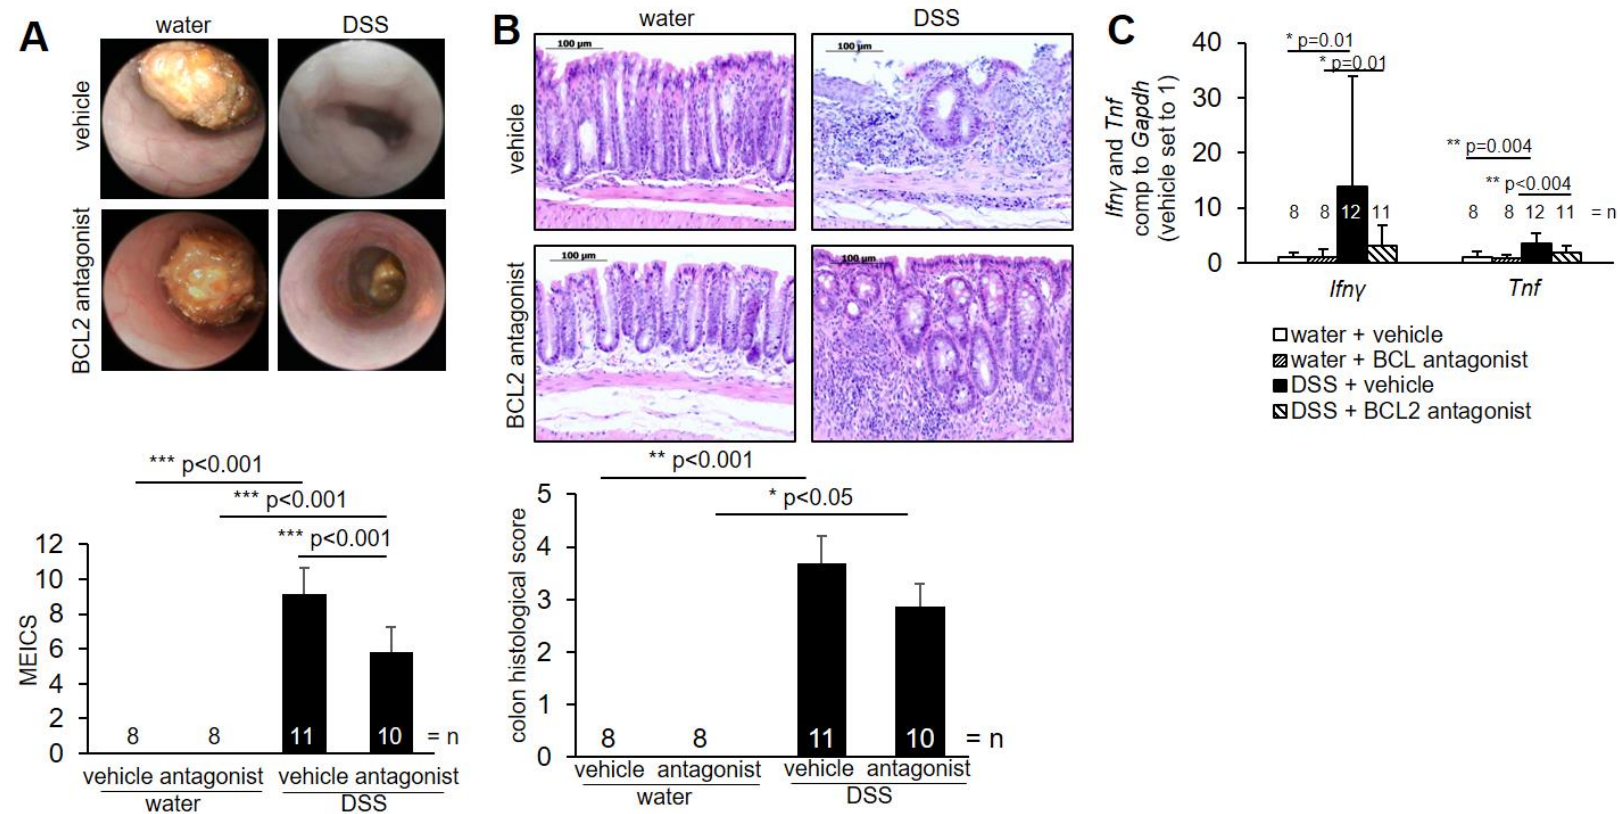 A
water
DSS
vehicle
BCL2 antagonist
*** p<0.001
*** p<0.001
*** p<0.001
MEICS
12
10
8
6
4
2
0
8
8
11
10
= n
vehicle antagonist
vehicle antagonist
water
DSS
B
water
DSS
vehicle
BCL2 antagonist
100 µm
100 µm
100 µm
100 µm
** p<0.001
* p<0.05
colon histological score
5
4
3
2
1
0
8
8
11
10
= n
vehicle antagonist
vehicle antagonist
water
DSS
C
Ifnγ and Tnf
comp to Gapdh
(vehicle set to 1)
40
30
20
10
0
* p=0.01
* p=0.01
** p=0.004
** p<0.004
8 8 12 11
8 8 12 11 = n
Ifnγ
Tnf
water + vehicle
water + BCL antagonist
DSS + vehicle
DSS + BCL2 antagonist